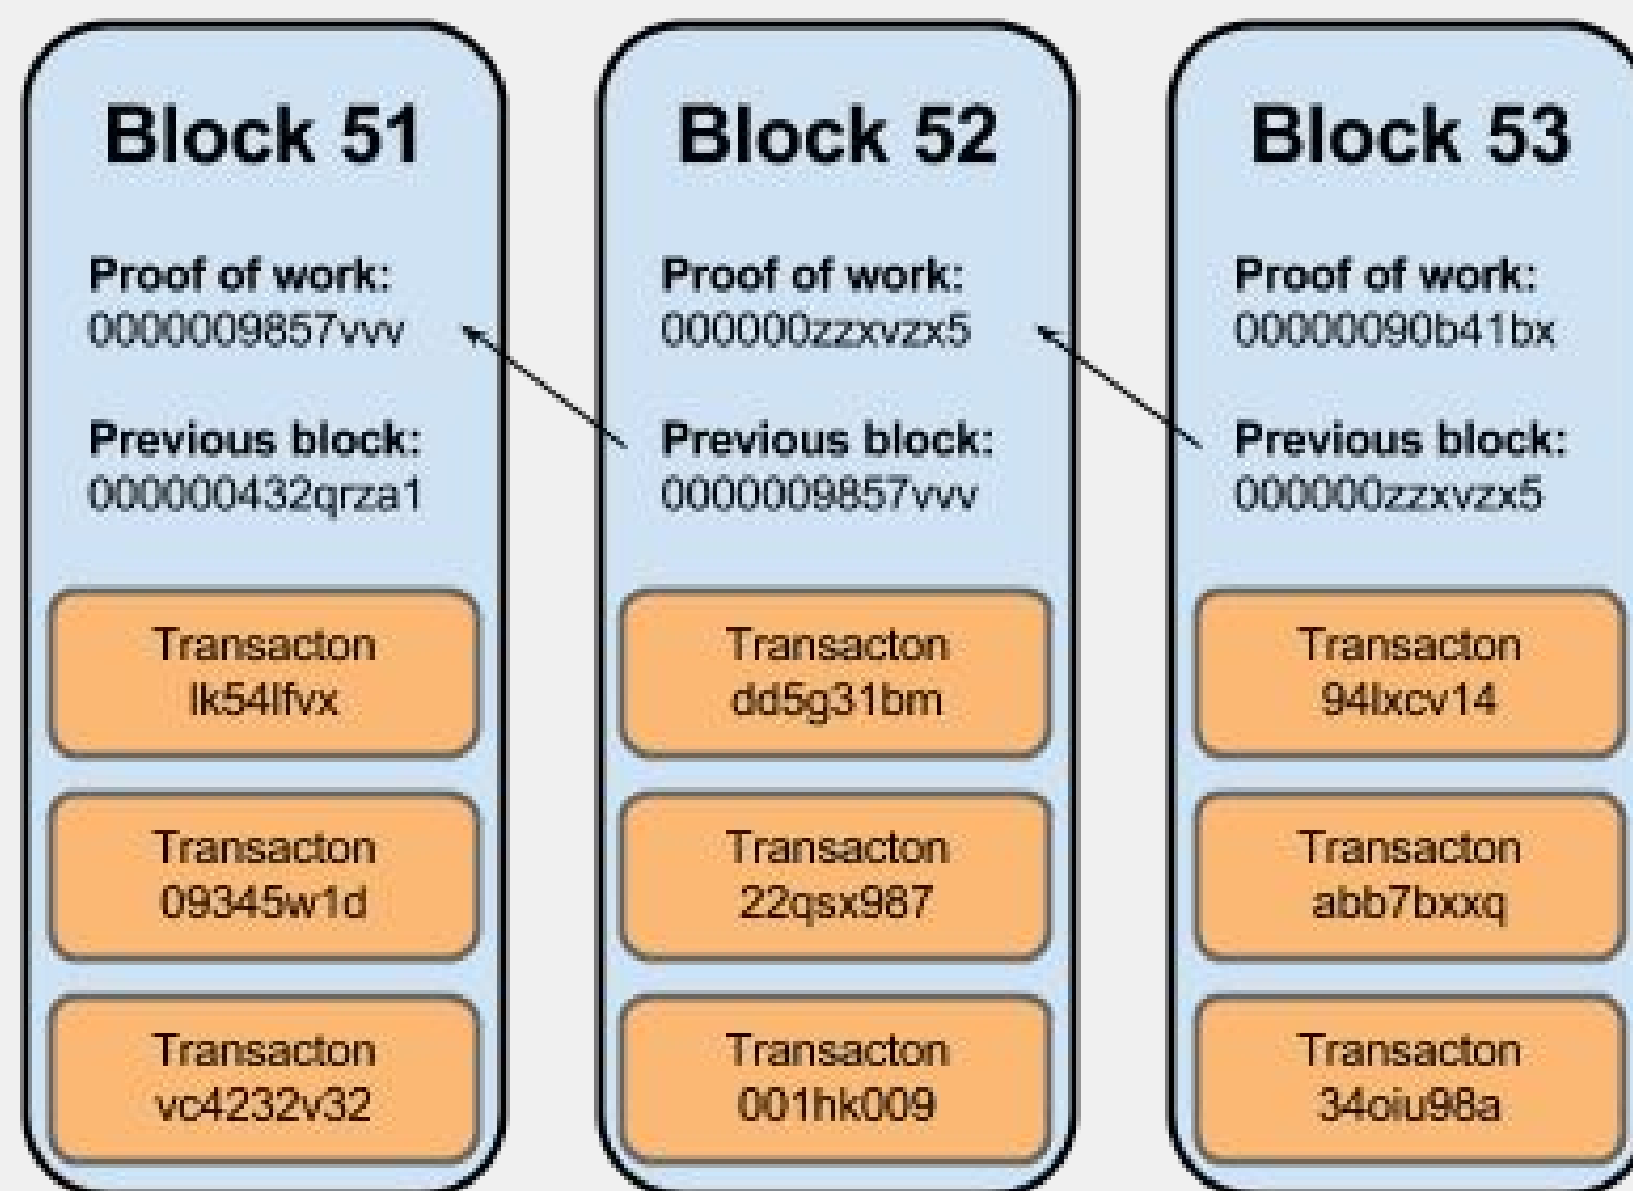 Block 51
Proof of work:
0000009857vvv
Previous block:
000000432qrza1
Transacton
lk54lfvx
Transacton
09345w1d
Transacton
vc4232v32
Block 52
Proof of work:
000000zzxvzx5
Previous block:
0000009857vvv
Transacton
dd5g31bm
Transacton
22qsx987
Transacton
001hk009
Block 53
Proof of work:
00000090b41bx
Previous block:
000000zzxvzx5
Transacton
94lxcv14
Transacton
abb7bxxq
Transacton
34oiu98a